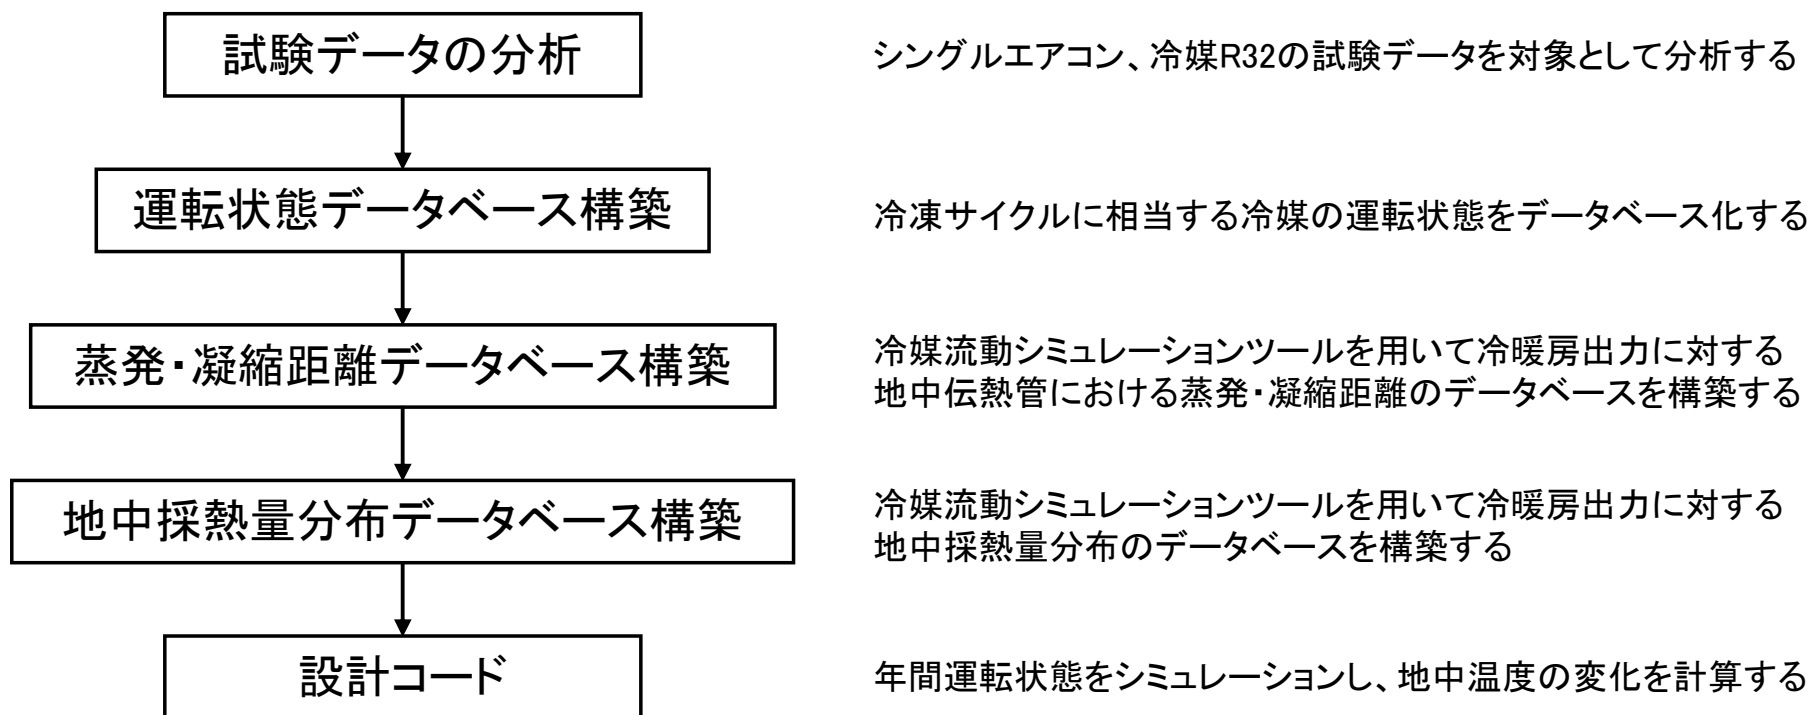 試験データの分析
シングルエアコン、冷媒R32の試験データを対象として分析する
運転状態データベース構築
冷凍サイクルに相当する冷媒の運転状態をデータベース化する
蒸発・凝縮距離データベース構築
冷媒流動シミュレーションツールを用いて冷暖房出力に対する
地中伝熱管における蒸発・凝縮距離のデータベースを構築する
地中採熱量分布データベース構築
冷媒流動シミュレーションツールを用いて冷暖房出力に対する
地中採熱量分布のデータベースを構築する
設計コード
年間運転状態をシミュレーションし、地中温度の変化を計算する